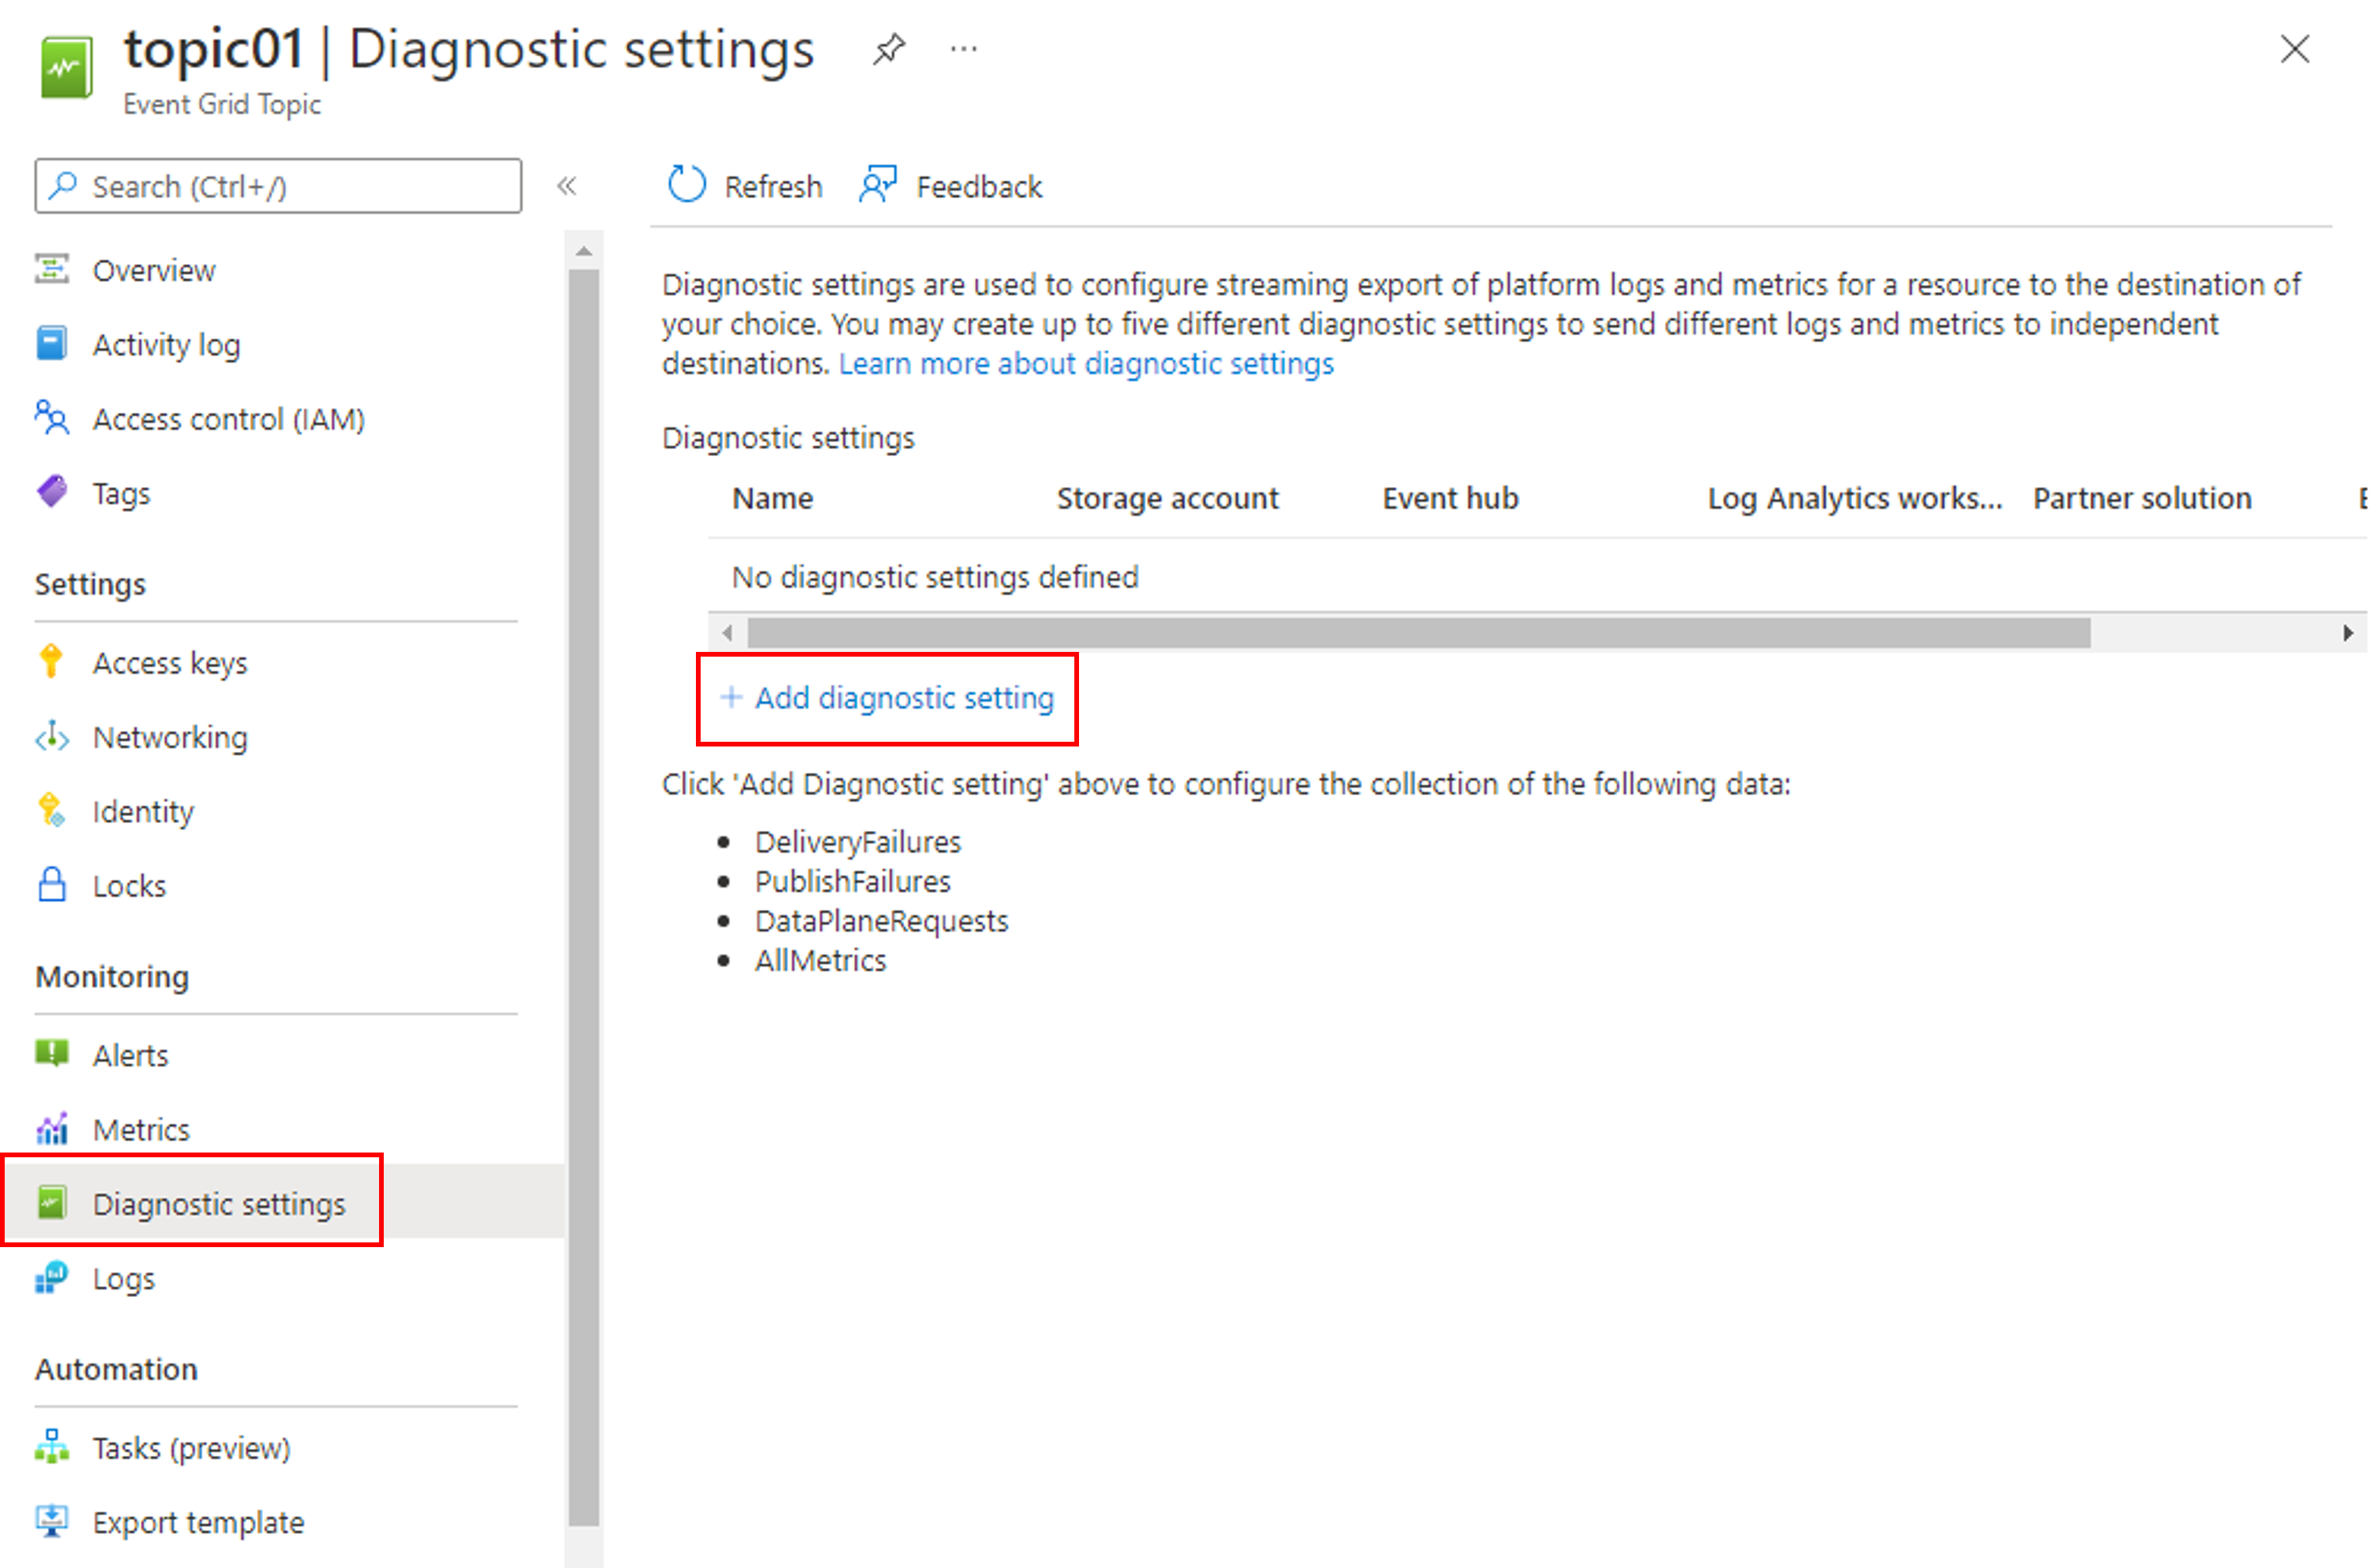 topic01 | Diagnostic settings
Event Grid Topic
Search (Ctrl+/)
Overview
Activity log
Access control (IAM)
Tags
Settings
Access keys
Networking
Identity
Locks
Monitoring
Alerts
Metrics
Diagnostic settings
Logs
Automation
Tasks (preview)
Export template
Refresh Feedback
Diagnostic settings are used to configure streaming export of platform logs and metrics for a resource to the destination of
your choice. You may create up to five different diagnostic settings to send different logs and metrics to independent
destinations. Learn more about diagnostic settings
Diagnostic settings
Name Storage account Event hub Log Analytics works... Partner solution
No diagnostic settings defined
+ Add diagnostic setting
Click 'Add Diagnostic setting' above to configure the collection of the following data:
• DeliveryFailures
• PublishFailures
• DataPlaneRequests
• AllMetrics